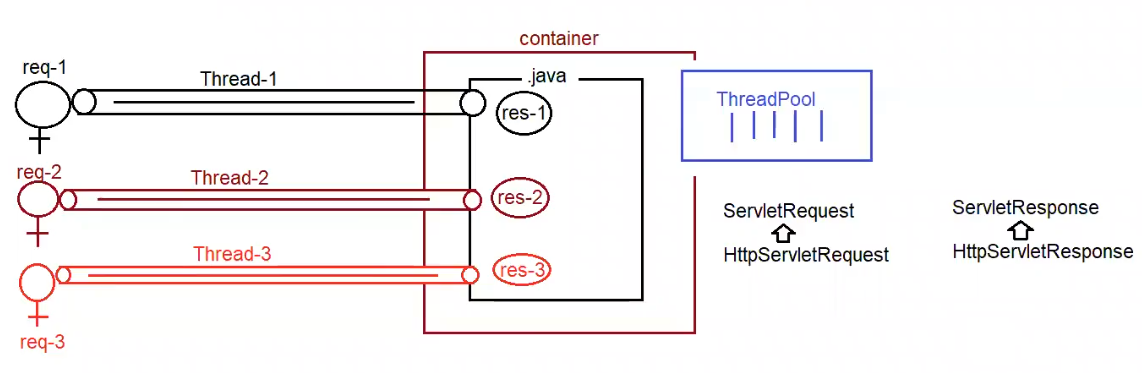 container
req-1
Thread-1
.java
res-1
ThreadPool
req-2
Thread-2
res-2
Thread-3
res-3
req-3
ServletRequest
HttpServletRequest
ServletResponse
HttpServletResponse